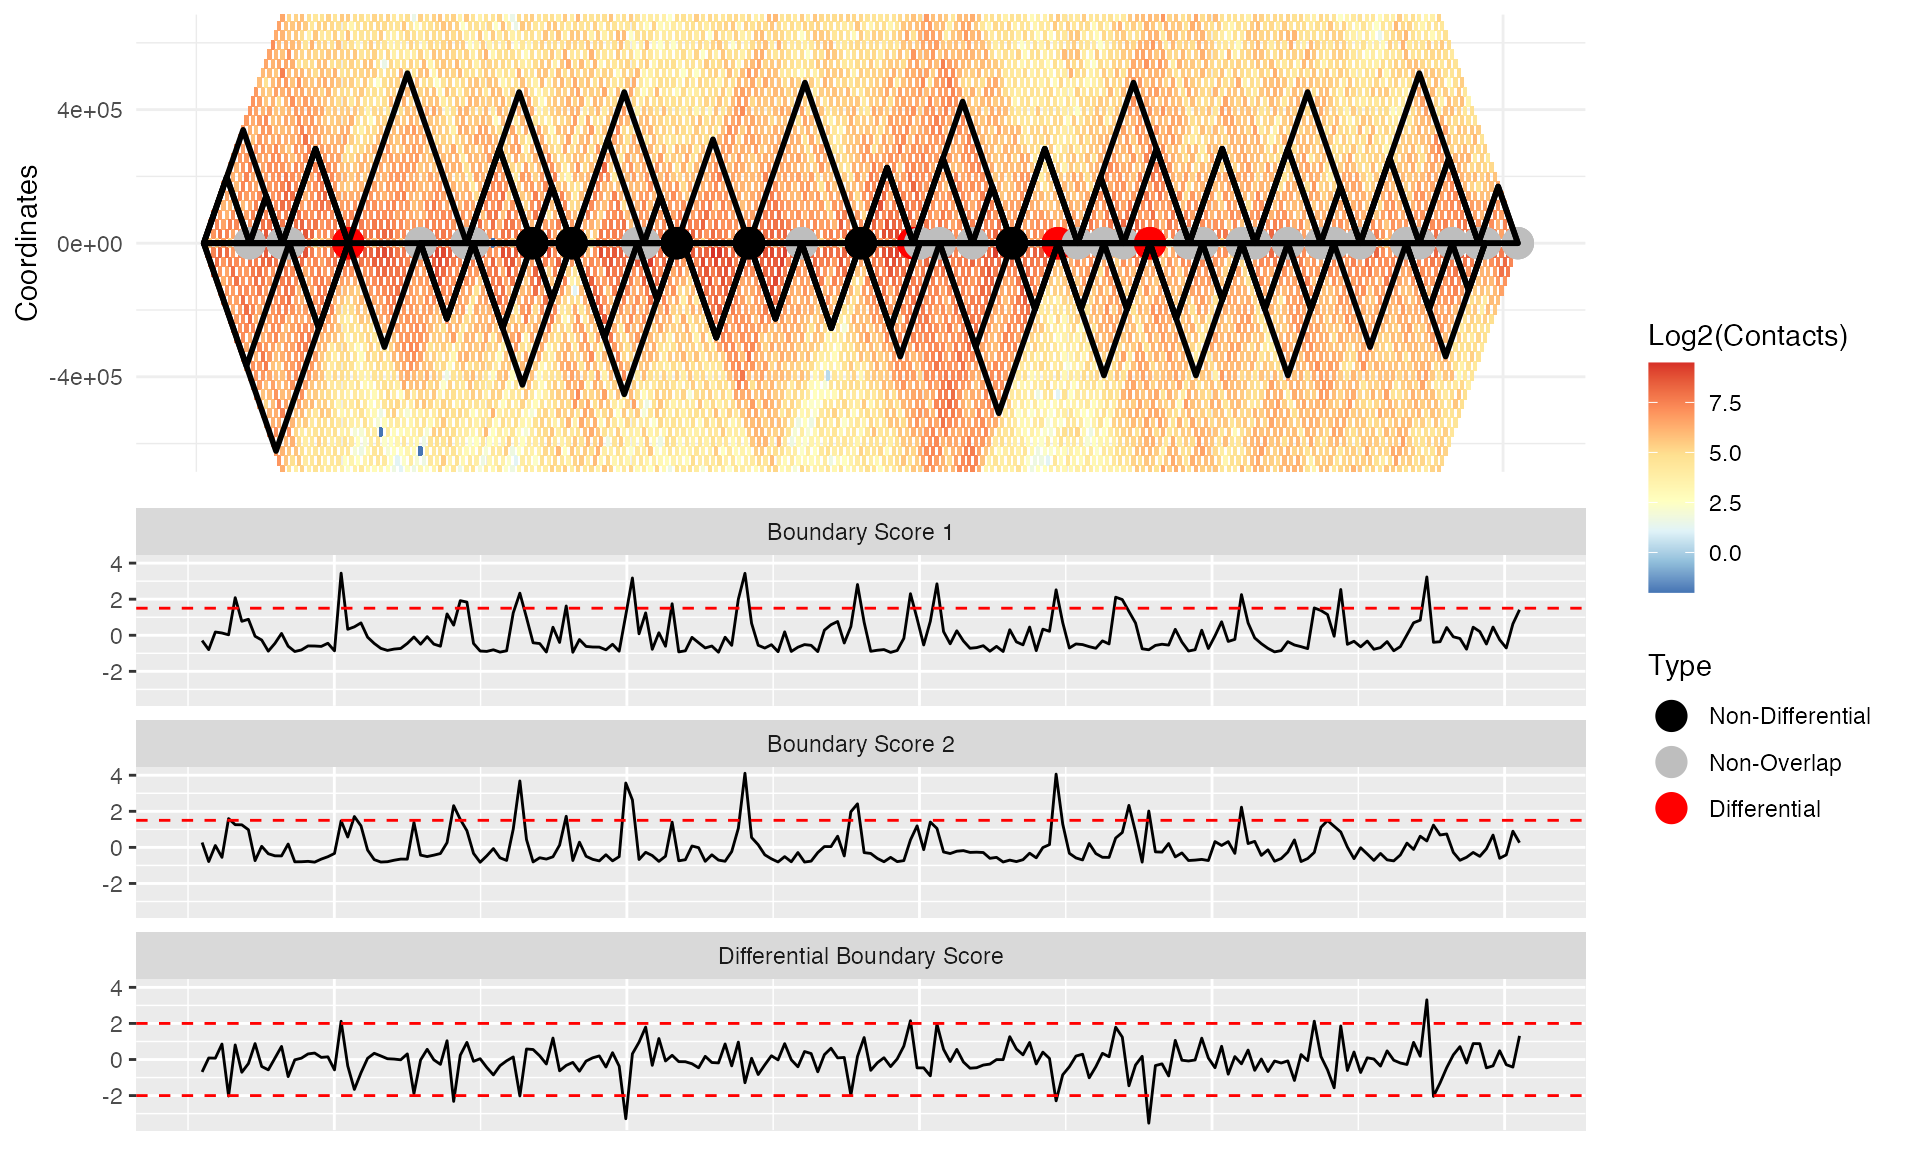 Coordinates
4e+05
0e+00
-4e+05
Boundary Score 1
4
2
0
-2
Boundary Score 2
4
2
0
-2
Differential Boundary Score
4
2
0
-2
Log2(Contacts)
7.5
5.0
2.5
0.0
Type
Non-Differential
Non-Overlap
Differential